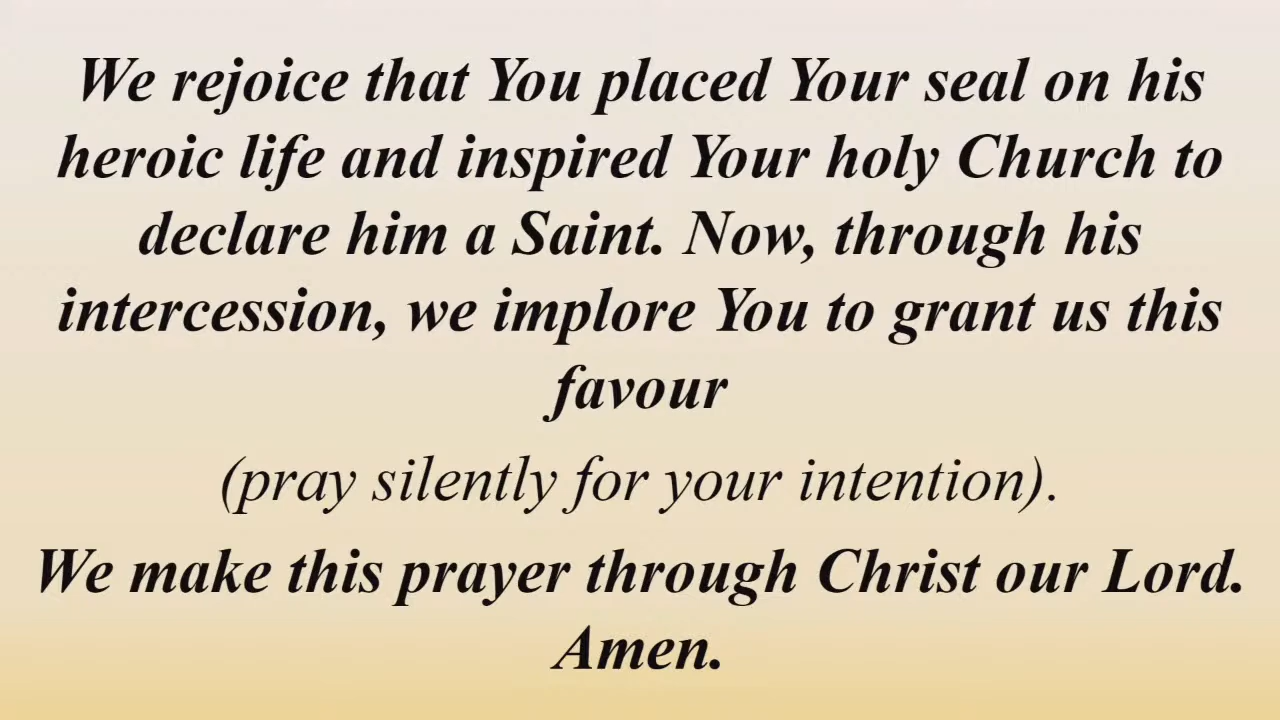 We rejoice that You placed Your seal on his
heroic life and inspired Your holy Church to
declare him a Saint. Now, through his
intercession, we implore You to grant us this
favour
(pray silently for your intention).
We make this prayer through Christ our Lord.
Amen.